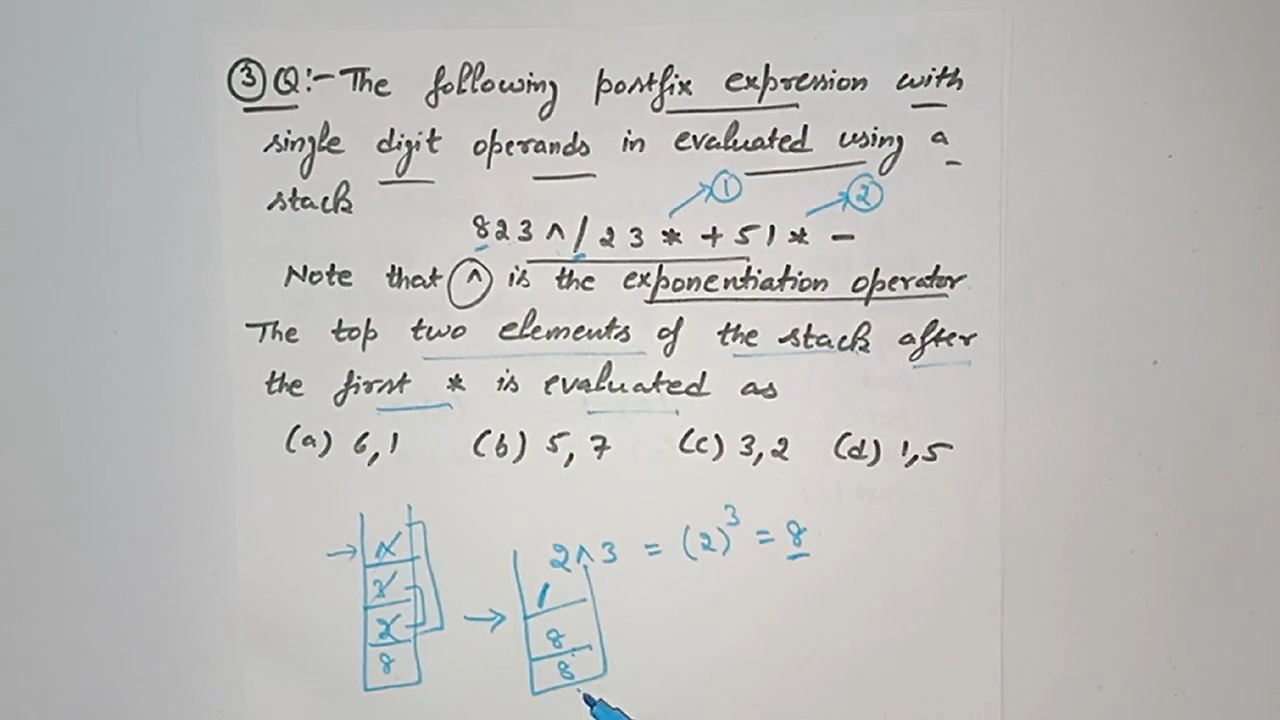 ③ Q:- The following postfix expression with
single digit operands in evaluated using a
stack
① ②
8 2 3 ^ / 2 3 * + 5 1 * -
Note that ^ is the exponentiation operator
The top two elements of the stack after
the first * is evaluated as
(a) 6,1 (b) 5,7 (c) 3,2 (d) 1,5
2^3 = (2)^3 = 8
^
3
2
8
/
8
8